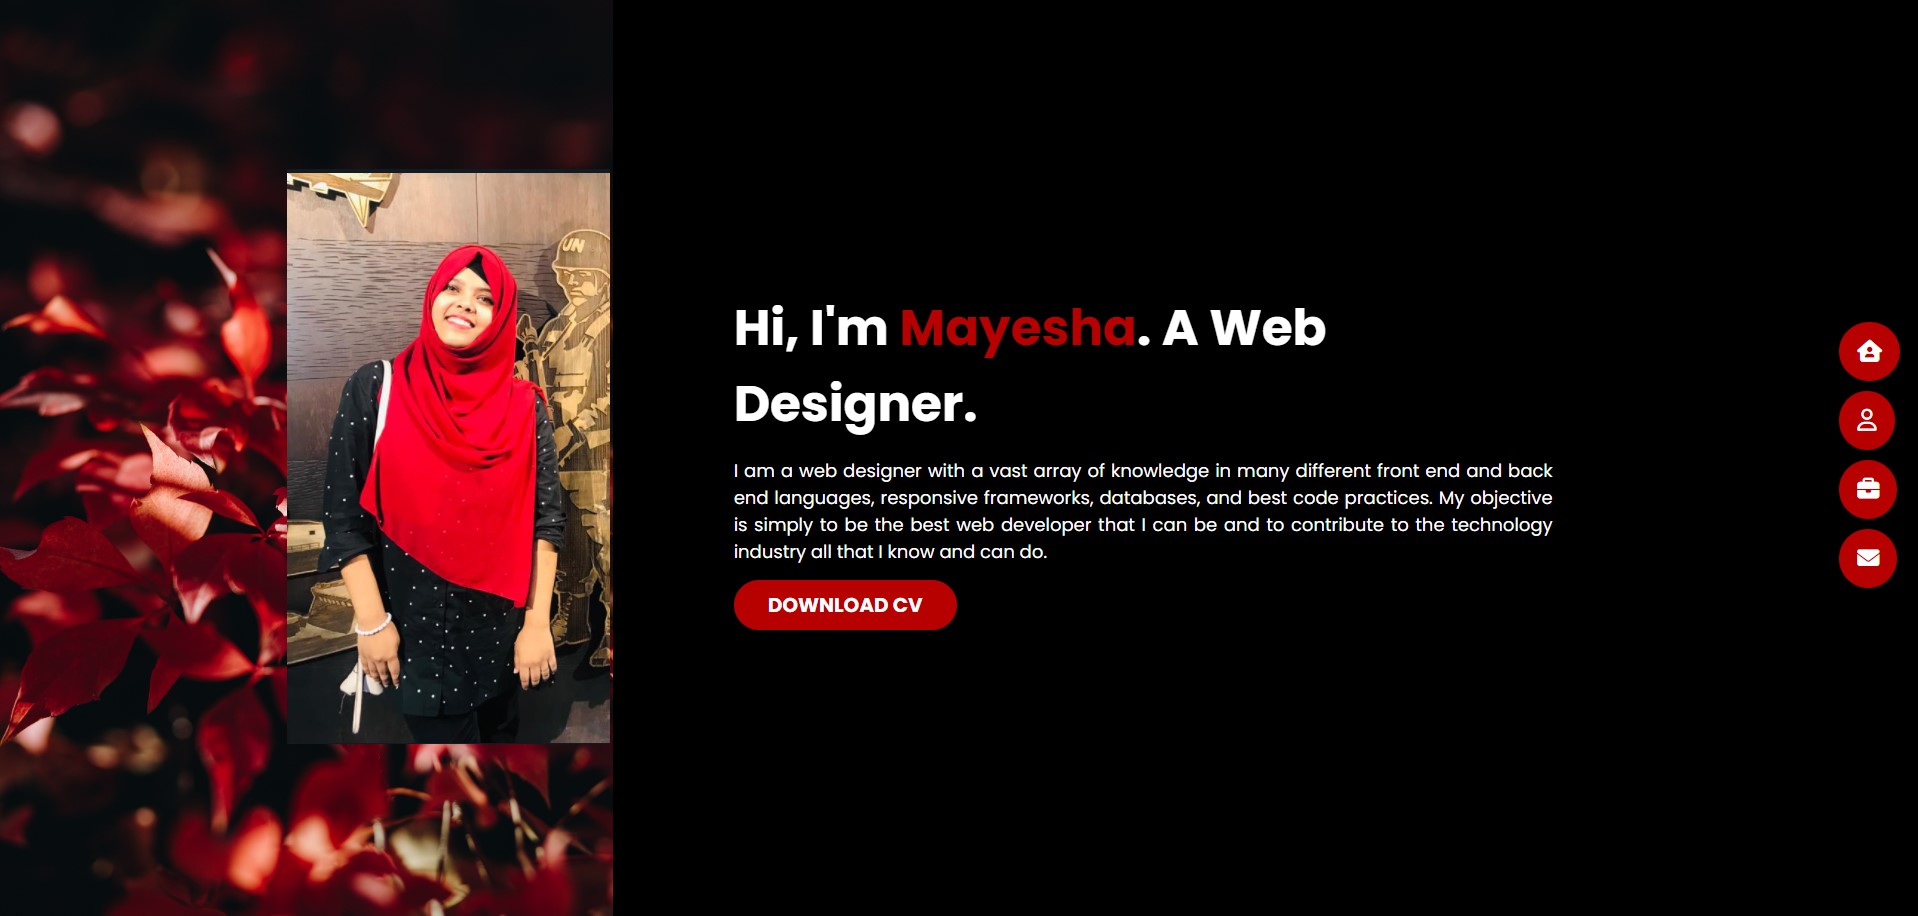 UN
Hi, I'm Mayesha. A Web
Designer.
I am a web designer with a vast array of knowledge in many different front end and back
end languages, responsive frameworks, databases, and best code practices. My objective
is simply to be the best web developer that I can be and to contribute to the technology
industry all that I know and can do.
DOWNLOAD CV